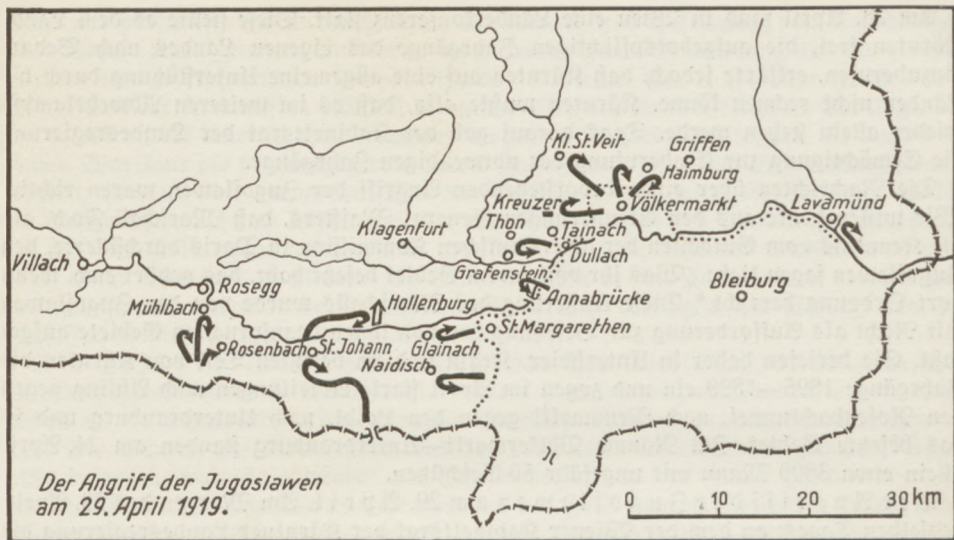 Kl.St.Veit
Griffen
Haimburg
Kreuzer
Völkermarkt
Lavamünd
Thon
Tainach
Klagenfurt
Villach
Dullach
Grafenstein
Bleiburg
Rosegg
Annabrücke
Mühlbach
Hollenburg
St.Margarethen
Rosenbach
St.Johann
Glainach
Naidisch
Der Angriff der Jugoslawen
am 29. April 1919.
0 10 20 30 km